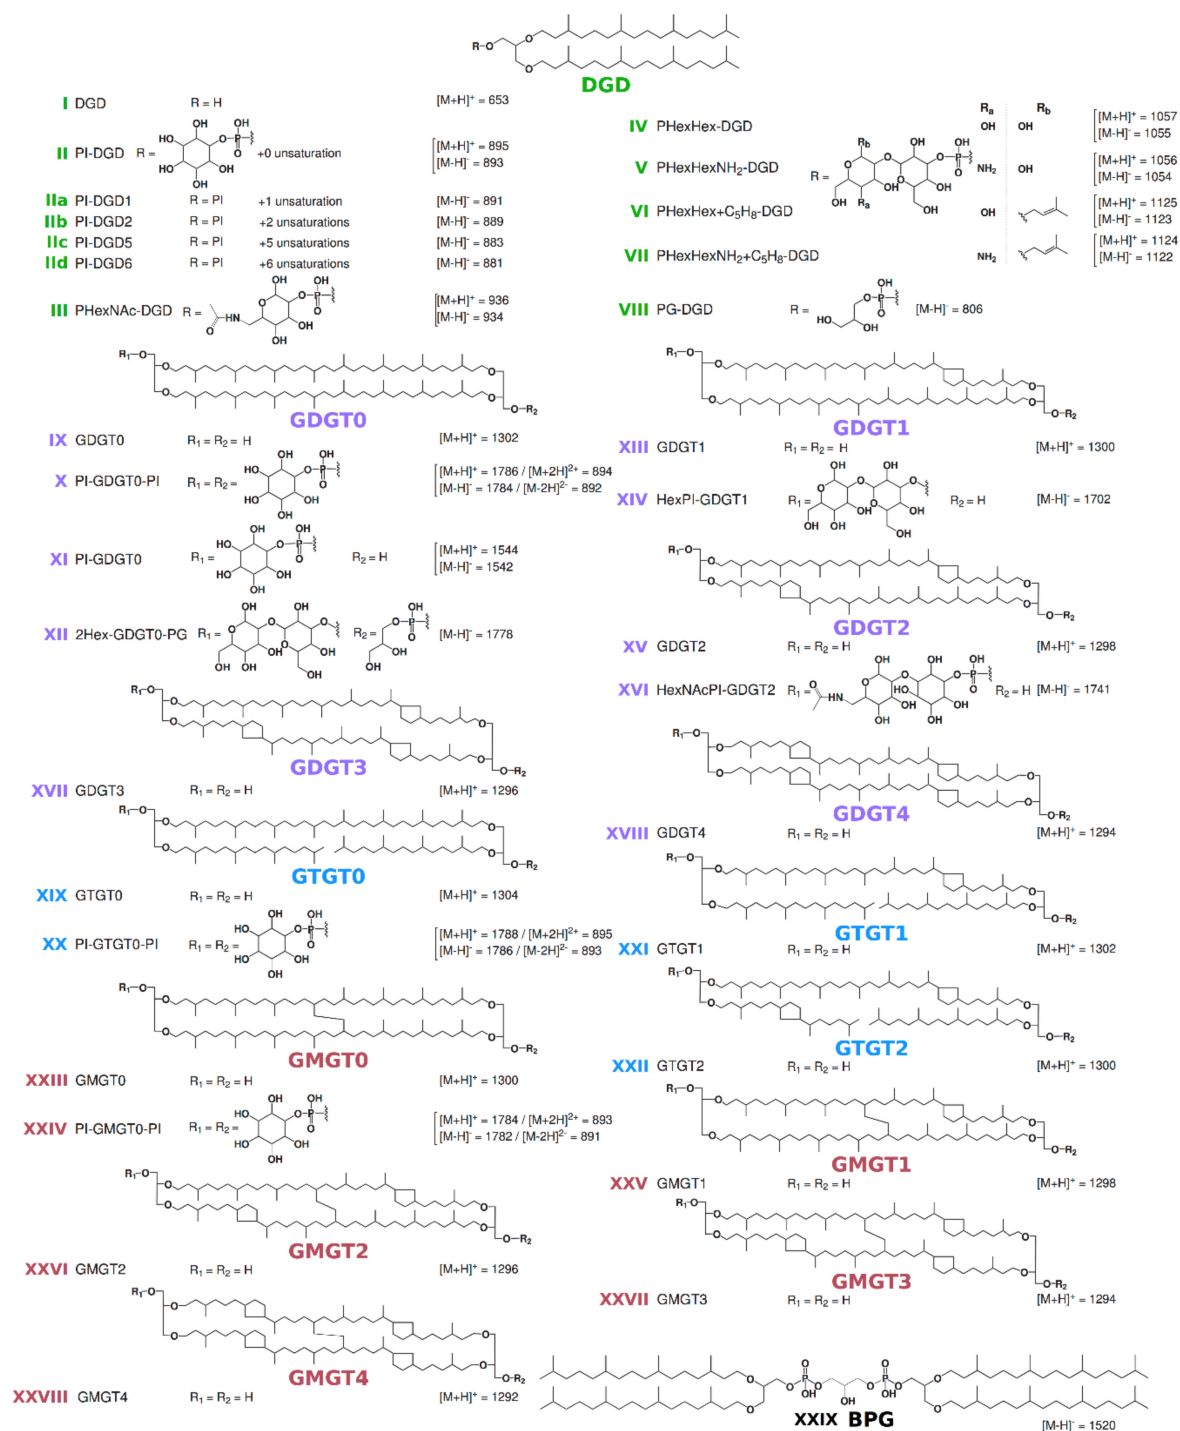 DGD
I DGD R = H [M+H]⁺ = 653
II PI-DGD R = +0 unsaturation [M+H]⁺ = 895 [M-H]⁻ = 893
IIa PI-DGD1 R = PI +1 unsaturation [M-H]⁻ = 891
IIb PI-DGD2 R = PI +2 unsaturations [M-H]⁻ = 889
IIc PI-DGD5 R = PI +5 unsaturations [M-H]⁻ = 883
IId PI-DGD6 R = PI +6 unsaturations [M-H]⁻ = 881
III PHexNAc-DGD R = [M+H]⁺ = 936 [M-H]⁻ = 934
Rₐ R_b
IV PHexHex-DGD OH OH [M+H]⁺ = 1057 [M-H]⁻ = 1055
V PHexHexNH₂-DGD R = NH₂ OH [M+H]⁺ = 1056 [M-H]⁻ = 1054
VI PHexHex+C₅H₈-DGD OH [M+H]⁺ = 1125 [M-H]⁻ = 1123
VII PHexHexNH₂+C₅H₈-DGD NH₂ [M+H]⁺ = 1124 [M-H]⁻ = 1122
VIII PG-DGD R = [M-H]⁻ = 806
GDGT0
IX GDGT0 R₁ = R₂ = H [M+H]⁺ = 1302
X PI-GDGT0-PI R₁ = R₂ = [M+H]⁺ = 1786 / [M+2H]²⁺ = 894 [M-H]⁻ = 1784 / [M-2H]²⁻ = 892
XI PI-GDGT0 R₁ = R₂ = H [M+H]⁺ = 1544 [M-H]⁻ = 1542
XII 2Hex-GDGT0-PG R₁ = R₂ = [M-H]⁻ = 1778
GDGT1
XIII GDGT1 R₁ = R₂ = H [M+H]⁺ = 1300
XIV HexPI-GDGT1 R₁ = R₂ = H [M-H]⁻ = 1702
GDGT2
XV GDGT2 R₁ = R₂ = H [M+H]⁺ = 1298
XVI HexNAcPI-GDGT2 R₁ = R₂ = H [M-H]⁻ = 1741
GDGT3
XVII GDGT3 R₁ = R₂ = H [M+H]⁺ = 1296
GDGT4
XVIII GDGT4 R₁ = R₂ = H [M+H]⁺ = 1294
GTGT0
XIX GTGT0 R₁ = R₂ = H [M+H]⁺ = 1304
XX PI-GTGT0-PI R₁ = R₂ = [M+H]⁺ = 1788 / [M+2H]²⁺ = 895 [M-H]⁻ = 1786 / [M-2H]²⁻ = 893
GTGT1
XXI GTGT1 R₁ = R₂ = H [M+H]⁺ = 1302
GTGT2
XXII GTGT2 R₁ = R₂ = H [M+H]⁺ = 1300
GMGT0
XXIII GMGT0 R₁ = R₂ = H [M+H]⁺ = 1300
XXIV PI-GMGT0-PI R₁ = R₂ = [M+H]⁺ = 1784 / [M+2H]²⁺ = 893 [M-H]⁻ = 1782 / [M-2H]²⁻ = 891
GMGT1
XXV GMGT1 R₁ = R₂ = H [M+H]⁺ = 1298
GMGT2
XXVI GMGT2 R₁ = R₂ = H [M+H]⁺ = 1296
GMGT3
XXVII GMGT3 R₁ = R₂ = H [M+H]⁺ = 1294
GMGT4
XXVIII GMGT4 R₁ = R₂ = H [M+H]⁺ = 1292
XXIX BPG
[M-H]⁻ = 1520